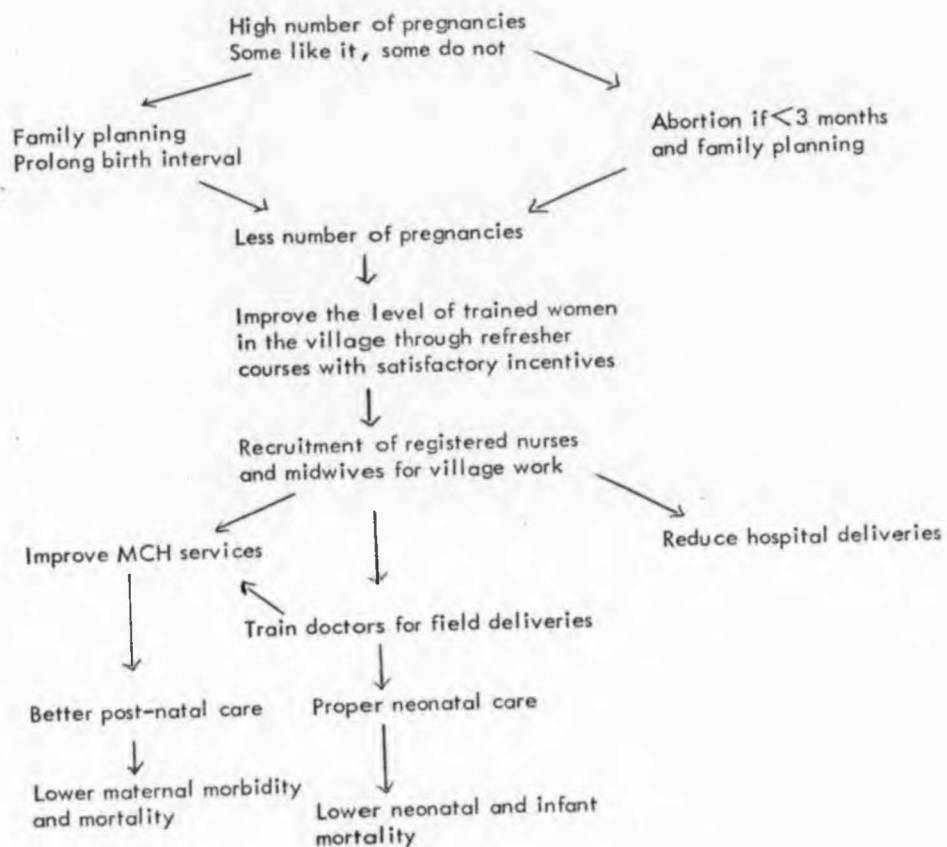 High number of pregnancies
Some like it, some do not
Family planning
Prolong birth interval
Abortion if <3 months
and family planning
Less number of pregnancies
Improve the level of trained women
in the village through refresher
courses with satisfactory incentives
Recruitment of registered nurses
and midwives for village work
Improve MCH services
Reduce hospital deliveries
Train doctors for field deliveries
Better post-natal care
Proper neonatal care
Lower maternal morbidity
and mortality
Lower neonatal and infant
mortality